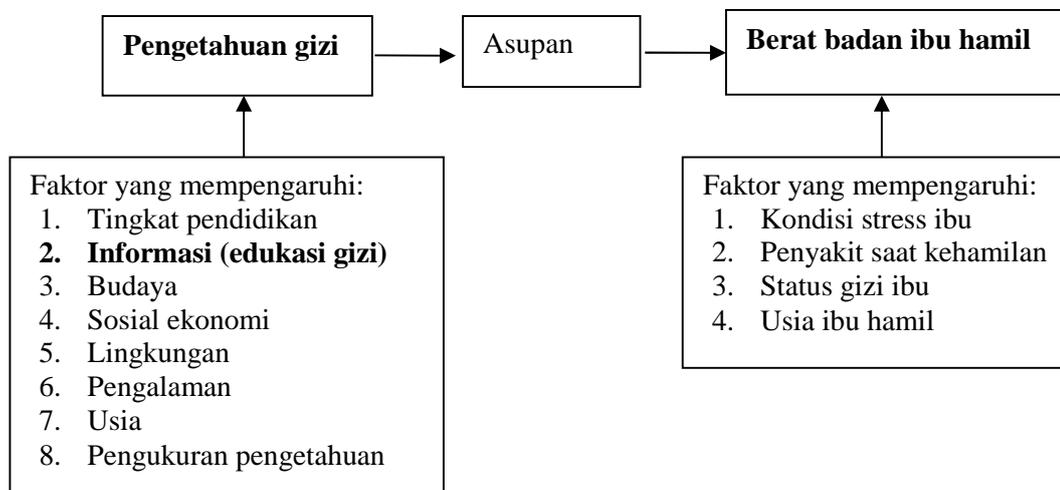 Pengetahuan gizi
Asupan
Berat badan ibu hamil
Faktor yang mempengaruhi:
1. Tingkat pendidikan
2. Informasi (edukasi gizi)
3. Budaya
4. Sosial ekonomi
5. Lingkungan
6. Pengalaman
7. Usia
8. Pengukuran pengetahuan
Faktor yang mempengaruhi:
1. Kondisi stress ibu
2. Penyakit saat kehamilan
3. Status gizi ibu
4. Usia ibu hamil